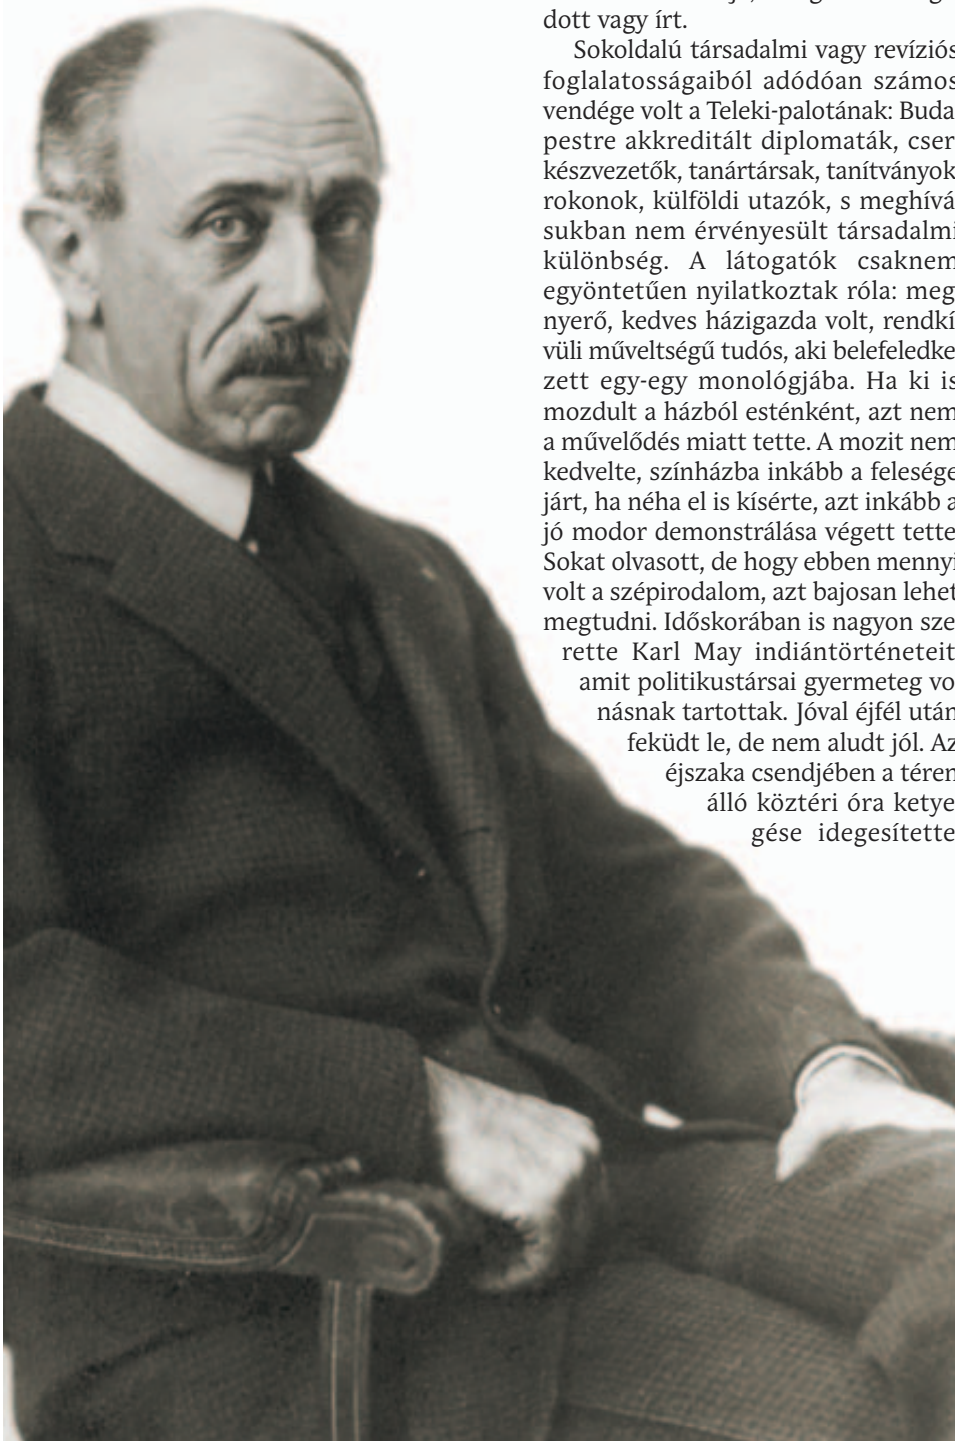 dott vagy írt.
Sokoldalú társadalmi vagy revíziós
foglalatosságaiból adódóan számos
vendége volt a Teleki-palotának: Buda
pestre akkreditált diplomaták, cser
készvezetők, tanártársak, tanítványok
rokonok, külföldi utazók, s meghívá
sukban nem érvényesült társadalmi
különbség. A látogatók csaknem
egyöntetűen nyilatkoztak róla: meg
nyerő, kedves házigazda volt, rendkí
vüli műveltségű tudós, aki belefeledke
zett egy-egy monológjába. Ha ki is
mozdult a házból esténként, azt nem
a művelődés miatt tette. A mozit nem
kedvelte, színházba inkább a felesége
járt, ha néha el is kísérte, azt inkább a
jó modor demonstrálása végett tette
Sokat olvasott, de hogy ebben mennyi
volt a szépirodalom, azt bajosan lehet
megtudni. Időskorában is nagyon sze
rette Karl May indiántörténeteit
amit politikustársai gyermeteg vo
násnak tartottak. Jóval éjfél után
feküdt le, de nem aludt jól. Az
éjszaka csendjében a téren
álló köztéri óra ketye
gése idegesítette